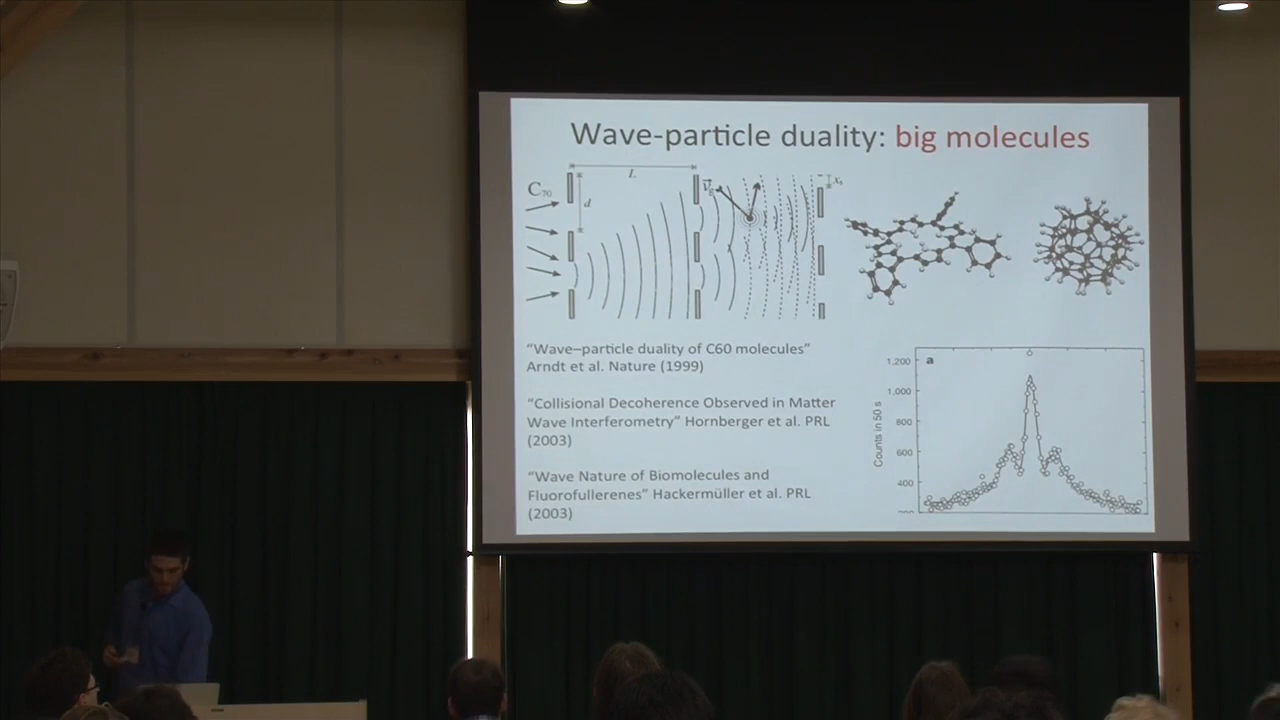 Wave-particle duality: big molecules
L
C70
d
v
xs
"Wave–particle duality of C60 molecules"
Arndt et al. Nature (1999)
"Collisional Decoherence Observed in Matter
Wave Interferometry" Hornberger et al. PRL
(2003)
"Wave Nature of Biomolecules and
Fluorofullerenes" Hackermüller et al. PRL
(2003)
a
1,200
1,000
800
600
400
Counts in 50 s